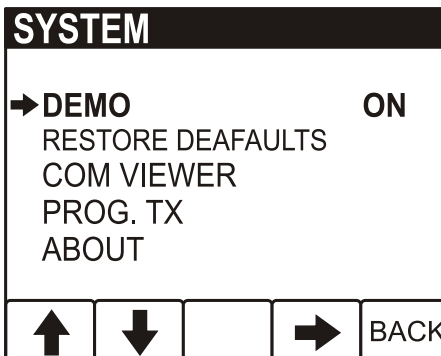 SYSTEM
DEMO ON
RESTORE DEAFAULTS
COM VIEWER
PROG. TX
ABOUT
BACK